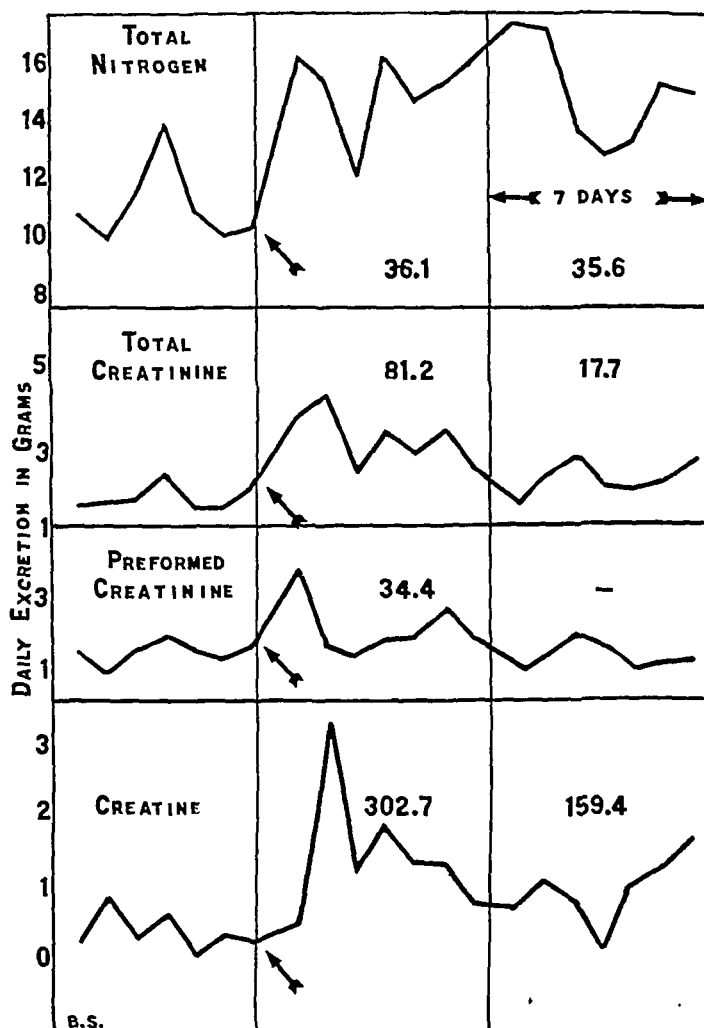 TOTAL
NITROGEN
16
14
12
10
8
7 DAYS
36.1
35.6
TOTAL
CREATININE
5
3
1
81.2
17.7
PREFORMED
CREATININE
3
1
34.4
–
CREATINE
3
2
1
0
302.7
159.4
DAILY EXCRETION IN GRAMS
B.S.